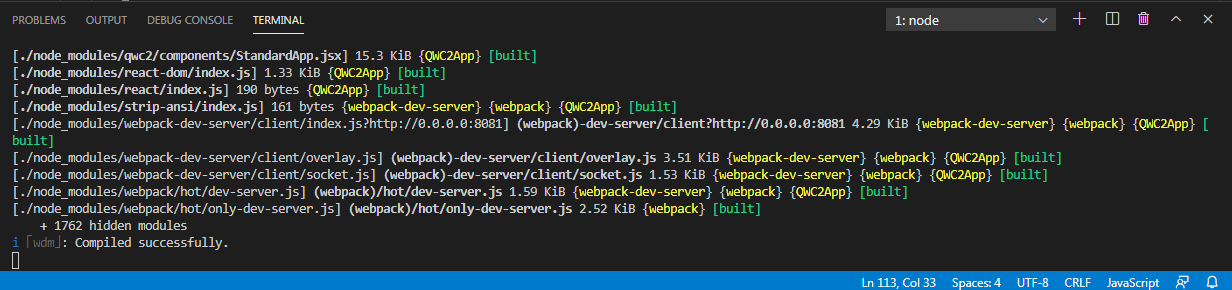 PROBLEMS OUTPUT DEBUG CONSOLE TERMINAL 1: node
[./node_modules/qwc2/components/StandardApp.jsx] 15.3 KiB {QWC2App} [built]
[./node_modules/react-dom/index.js] 1.33 KiB {QWC2App} [built]
[./node_modules/react/index.js] 190 bytes {QWC2App} [built]
[./node_modules/strip-ansi/index.js] 161 bytes {webpack-dev-server} {webpack} {QWC2App} [built]
[./node_modules/webpack-dev-server/client/index.js?http://0.0.0.0:8081] (webpack)-dev-server/client?http://0.0.0.0:8081 4.29 KiB {webpack-dev-server} {webpack} {QWC2App} [
built]
[./node_modules/webpack-dev-server/client/overlay.js] (webpack)-dev-server/client/overlay.js 3.51 KiB {webpack-dev-server} {webpack} {QWC2App} [built]
[./node_modules/webpack-dev-server/client/socket.js] (webpack)-dev-server/client/socket.js 1.53 KiB {webpack-dev-server} {webpack} {QWC2App} [built]
[./node_modules/webpack/hot/dev-server.js] (webpack)/hot/dev-server.js 1.59 KiB {webpack-dev-server} {webpack} {QWC2App} [built]
[./node_modules/webpack/hot/only-dev-server.js] (webpack)/hot/only-dev-server.js 2.52 KiB {webpack} [built]
+ 1762 hidden modules
i ｢wdm｣: Compiled successfully.
Ln 113, Col 33 Spaces: 4 UTF-8 CRLF JavaScript